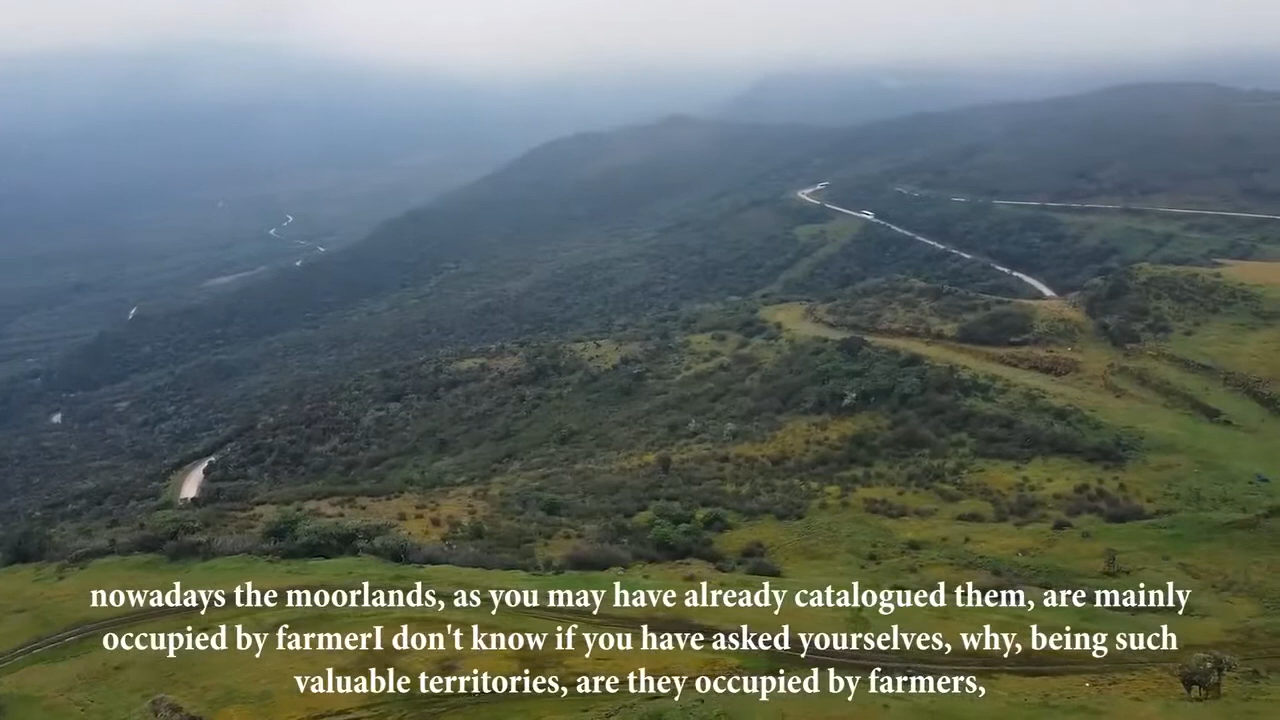 nowadays the moorlands, as you may have already catalogued them, are mainly
occupied by farmerI don't know if you have asked yourselves, why, being such
valuable territories, are they occupied by farmers,